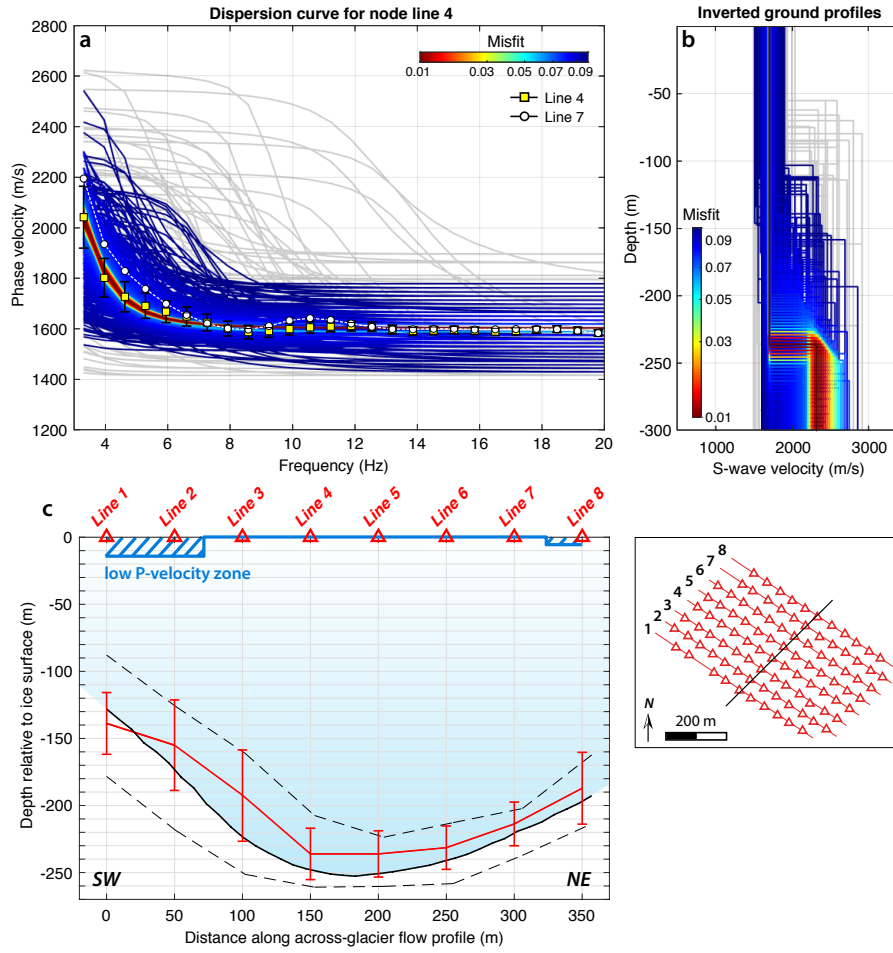 Dispersion curve for node line 4
a
Misfit
0.01 0.03 0.05 0.07 0.09
Line 4
Line 7
2800
2600
2400
2200
2000
1800
1600
1400
1200
Phase velocity (m/s)
4 6 8 10 12 14 16 18 20
Frequency (Hz)
Inverted ground profiles
b
-50
-100
-150
-200
-250
-300
Depth (m)
Misfit
0.09
0.07
0.05
0.03
0.01
1000 2000 3000
S-wave velocity (m/s)
c
Line 1 Line 2 Line 3 Line 4 Line 5 Line 6 Line 7 Line 8
low P-velocity zone
0
-50
-100
-150
-200
-250
Depth relative to ice surface (m)
SW
NE
0 50 100 150 200 250 300 350
Distance along across-glacier flow profile (m)
8
7
6
5
4
3
2
1
N
200 m